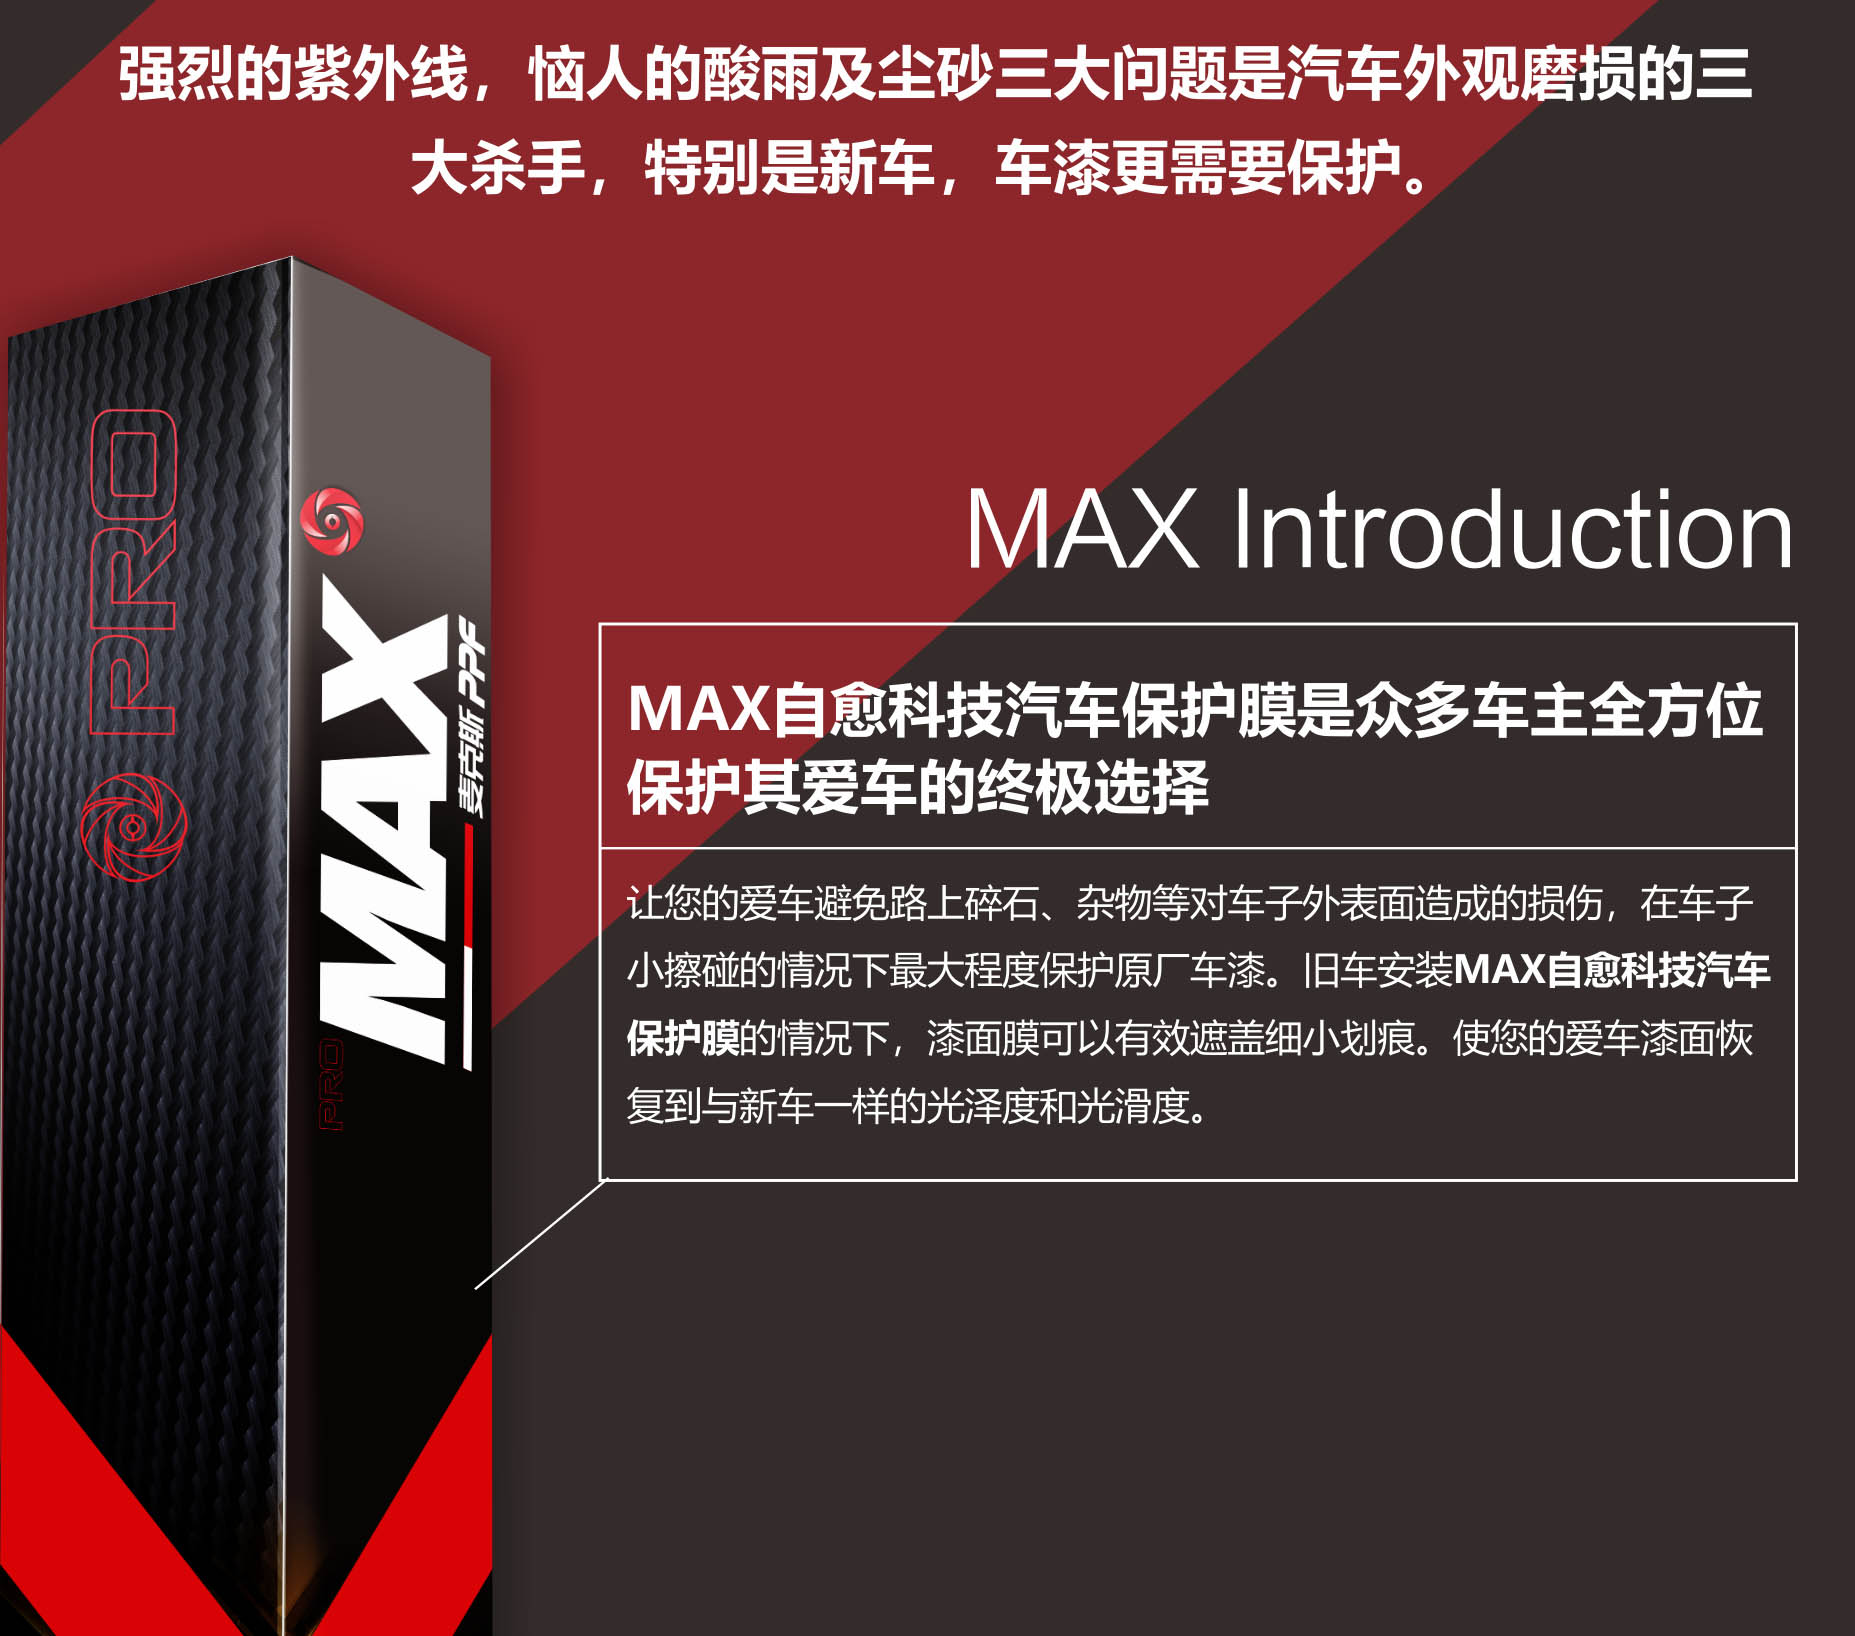 强烈的紫外线，恼人的酸雨及尘砂三大问题是汽车外观磨损的三
大杀手，特别是新车，车漆更需要保护。
PRO
MAX
麦克斯 PPF
PRO
MAX Introduction
MAX自愈科技汽车保护膜是众多车主全方位
保护其爱车的终极选择
让您的爱车避免路上碎石、杂物等对车子外表面造成的损伤，在车子
小擦碰的情况下最大程度保护原厂车漆。旧车安装MAX自愈科技汽车
保护膜的情况下，漆面膜可以有效遮盖细小划痕。使您的爱车漆面恢
复到与新车一样的光泽度和光滑度。